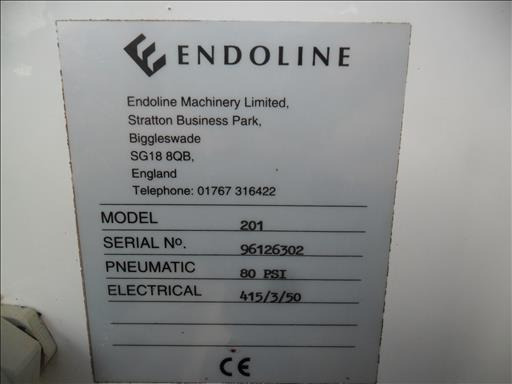 ENDOLINE
Endoline Machinery Limited,
Stratton Business Park,
Biggleswade
SG18 8QB,
England
Telephone: 01767 316422
MODEL 201
SERIAL Nº. 96126302
PNEUMATIC 80 PSI
ELECTRICAL 415/3/50
CE